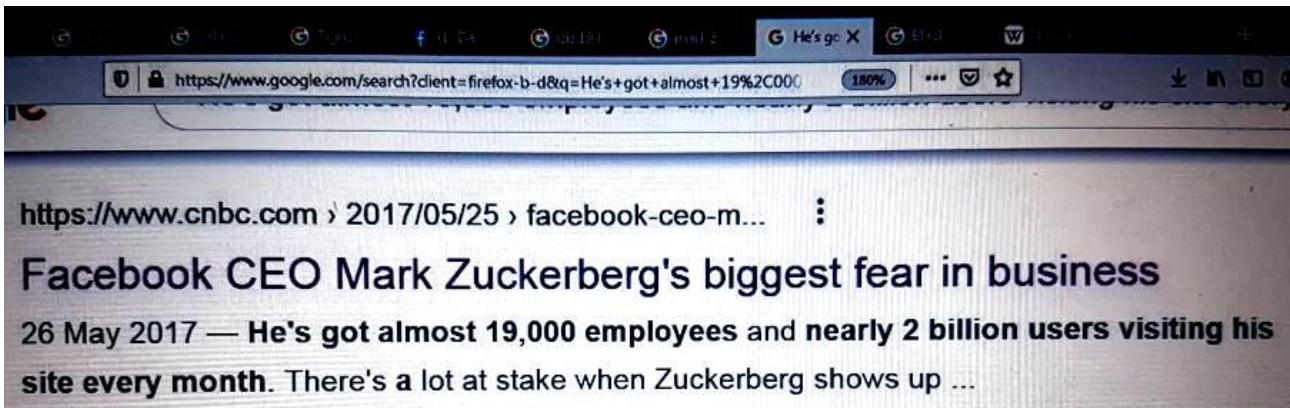 He's go
https://www.google.com/search?client=firefox-b-d&q=He's+got+almost+19%2C000
180%
https://www.cnbc.com › 2017/05/25 › facebook-ceo-m...
Facebook CEO Mark Zuckerberg's biggest fear in business
26 May 2017 — He's got almost 19,000 employees and nearly 2 billion users visiting his
site every month. There's a lot at stake when Zuckerberg shows up ...